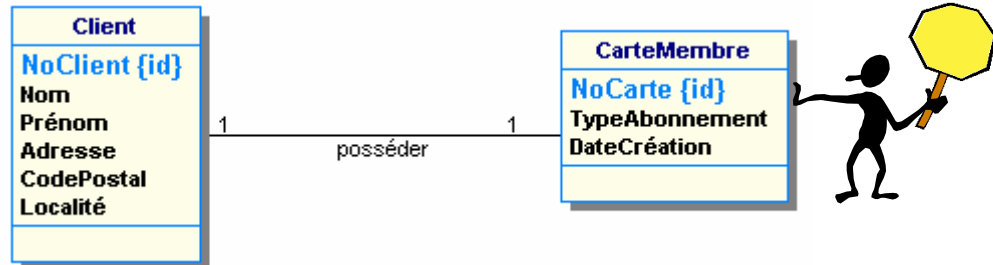 Client
NoClient {id}
Nom
Prénom
Adresse
CodePostal
Localité
1
1
posséder
CarteMembre
NoCarte {id}
TypeAbonnement
DateCréation